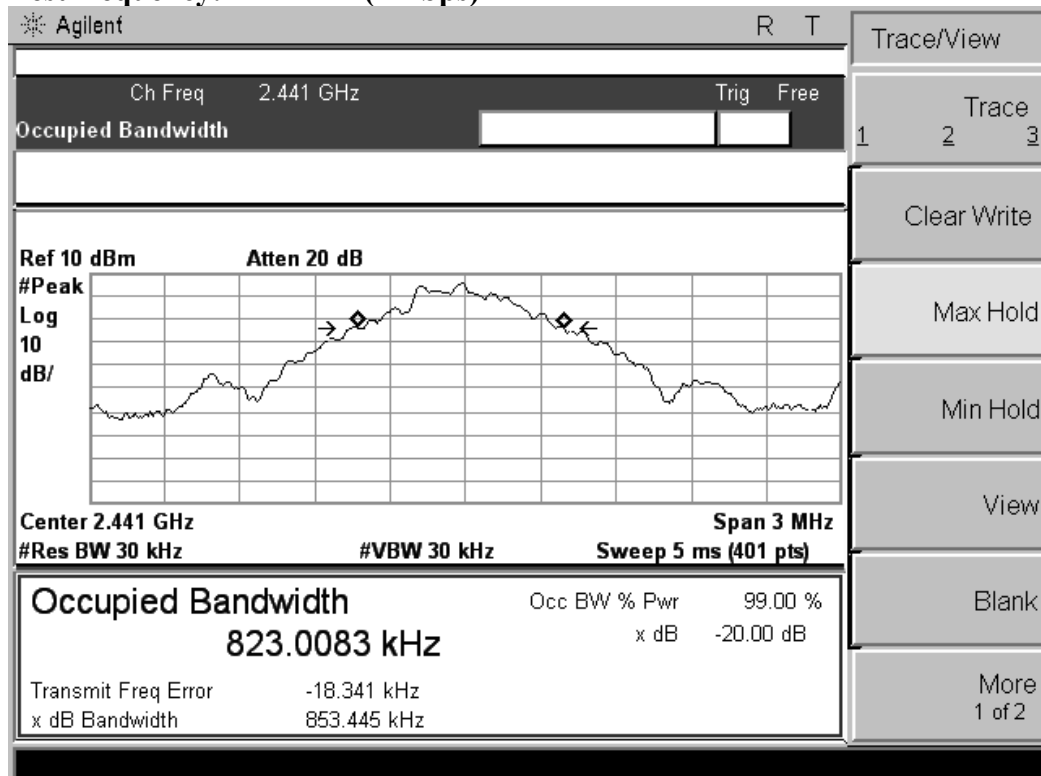 Agilent R T
Trace/View
Ch Freq 2.441 GHz Trig Free
Occupied Bandwidth
Trace
1 2 3
Clear Write
Max Hold
Min Hold
View
Blank
More
1 of 2
Ref 10 dBm Atten 20 dB
#Peak
Log
10
dB/
Center 2.441 GHz Span 3 MHz
#Res BW 30 kHz #VBW 30 kHz Sweep 5 ms (401 pts)
Occupied Bandwidth
823.0083 kHz
Occ BW % Pwr 99.00 %
x dB -20.00 dB
Transmit Freq Error -18.341 kHz
x dB Bandwidth 853.445 kHz